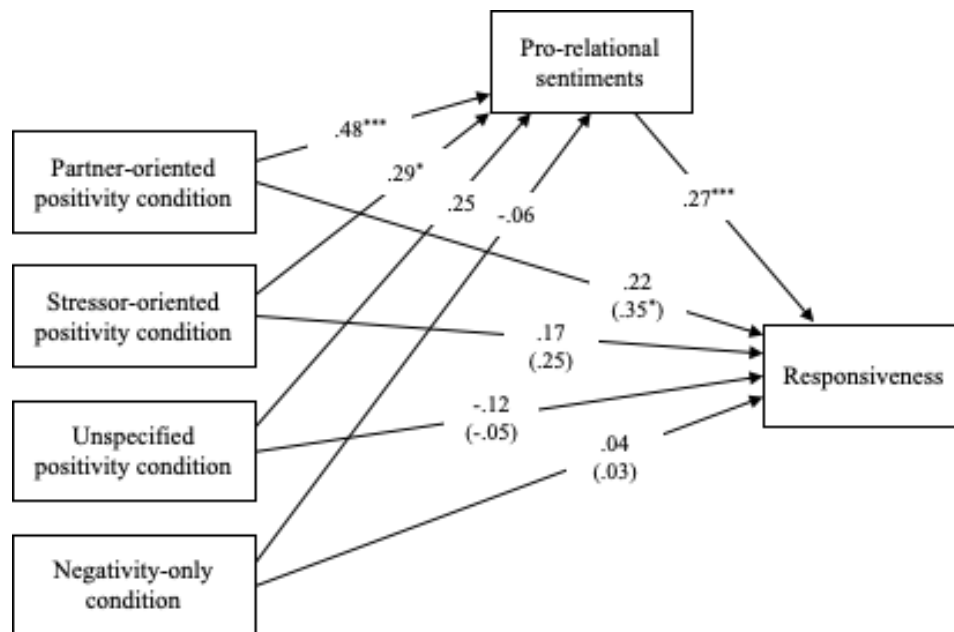 Pro-relational
sentiments
.48***
Partner-oriented
positivity condition
.29*
.25
-.06
.27***
Stressor-oriented
positivity condition
.22
(.35*)
.17
(.25)
Responsiveness
Unspecified
positivity condition
-.12
(-.05)
.04
(.03)
Negativity-only
condition